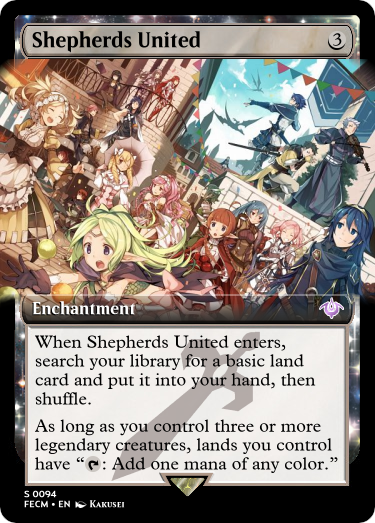 Shepherds United 3
Enchantment
When Shepherds United enters,
search your library for a basic land
card and put it into your hand, then
shuffle.
As long as you control three or more
legendary creatures, lands you control
have “: Add one mana of any color.”
S 0094
FECM • EN Kakusei